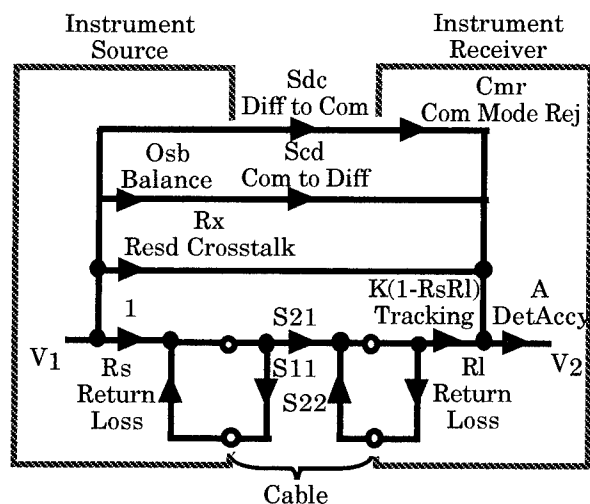 Instrument
Source
Instrument
Receiver
Sdc
Diff to Com
Cmr
Com Mode Rej
Osb
Balance
Scd
Com to Diff
Rx
Resd Crosstalk
1
S21
K(1-RsRl)
Tracking
A
DetAccy
V1
Rs
Return
Loss
S11
S22
Rl
Return
Loss
V2
Cable